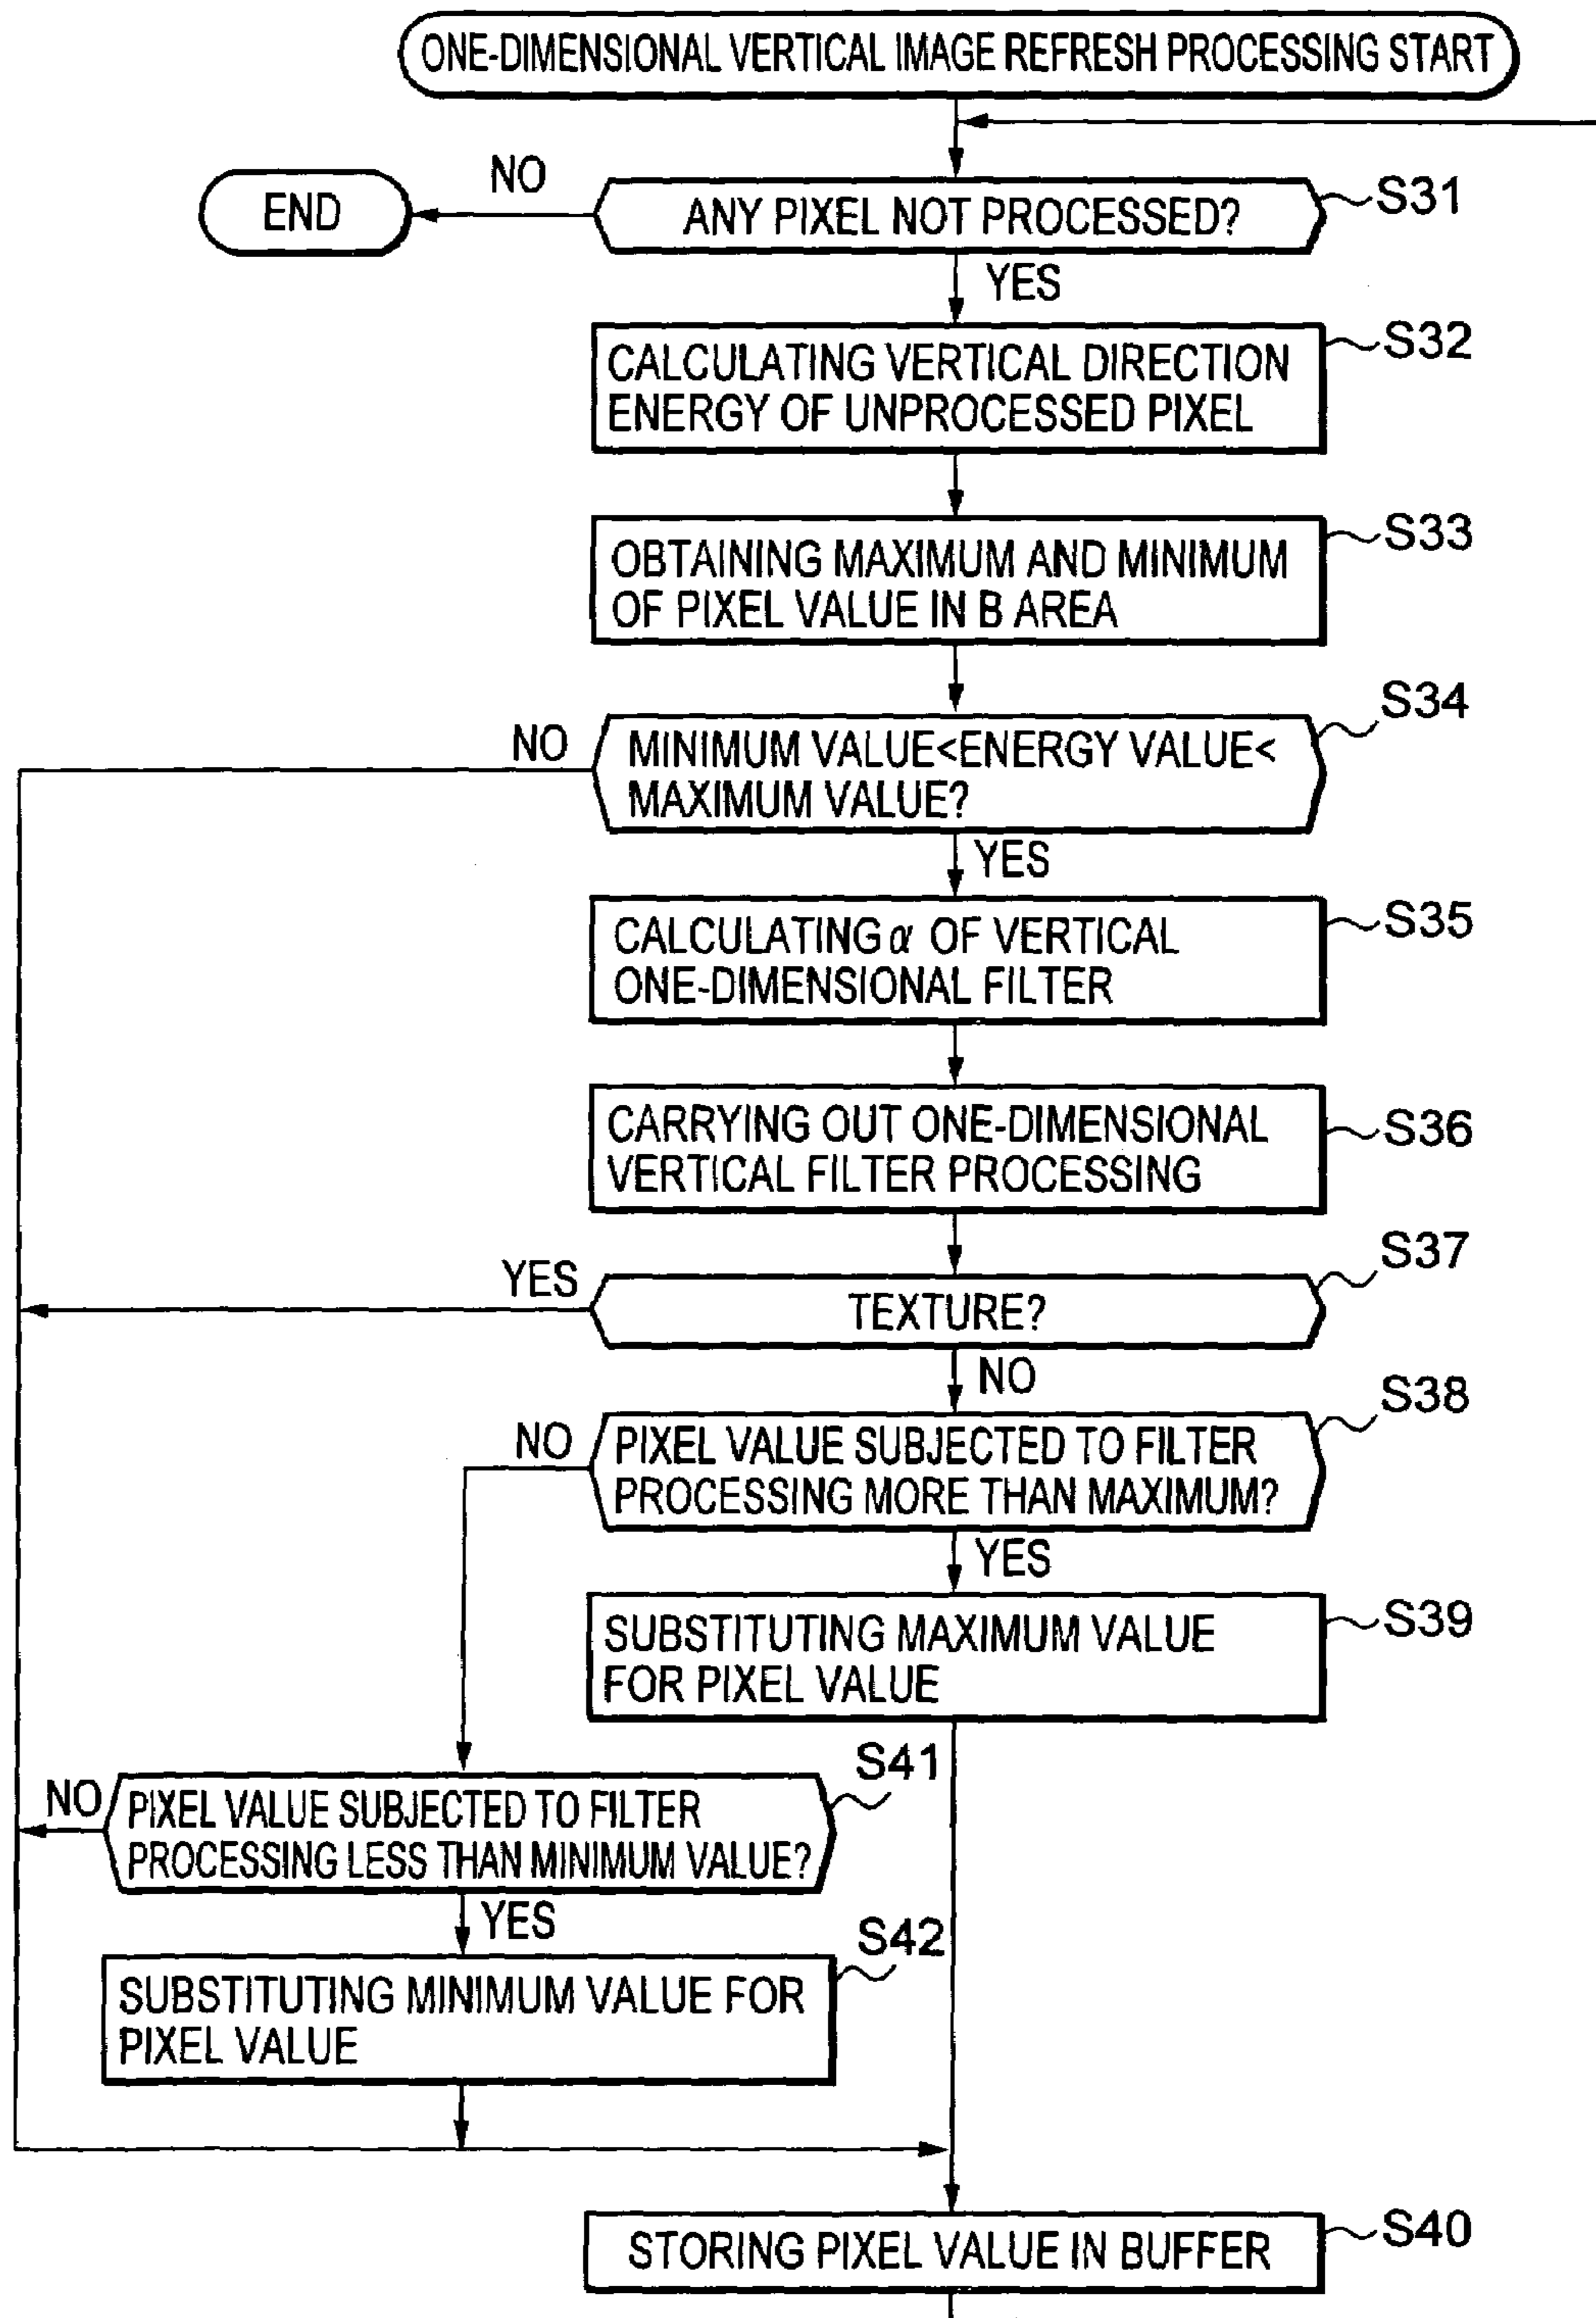 ONE-DIMENSIONAL VERTICAL IMAGE REFRESH PROCESSING START
NO
END
ANY PIXEL NOT PROCESSED?
S31
YES
CALCULATING VERTICAL DIRECTION
ENERGY OF UNPROCESSED PIXEL
S32
OBTAINING MAXIMUM AND MINIMUM
OF PIXEL VALUE IN B AREA
S33
NO
MINIMUM VALUE<ENERGY VALUE<
MAXIMUM VALUE?
S34
YES
CALCULATING α OF VERTICAL
ONE-DIMENSIONAL FILTER
S35
CARRYING OUT ONE-DIMENSIONAL
VERTICAL FILTER PROCESSING
S36
YES
TEXTURE?
S37
NO
NO
PIXEL VALUE SUBJECTED TO FILTER
PROCESSING MORE THAN MAXIMUM?
S38
YES
SUBSTITUTING MAXIMUM VALUE
FOR PIXEL VALUE
S39
NO
PIXEL VALUE SUBJECTED TO FILTER
PROCESSING LESS THAN MINIMUM VALUE?
S41
YES
SUBSTITUTING MINIMUM VALUE FOR
PIXEL VALUE
S42
STORING PIXEL VALUE IN BUFFER
S40